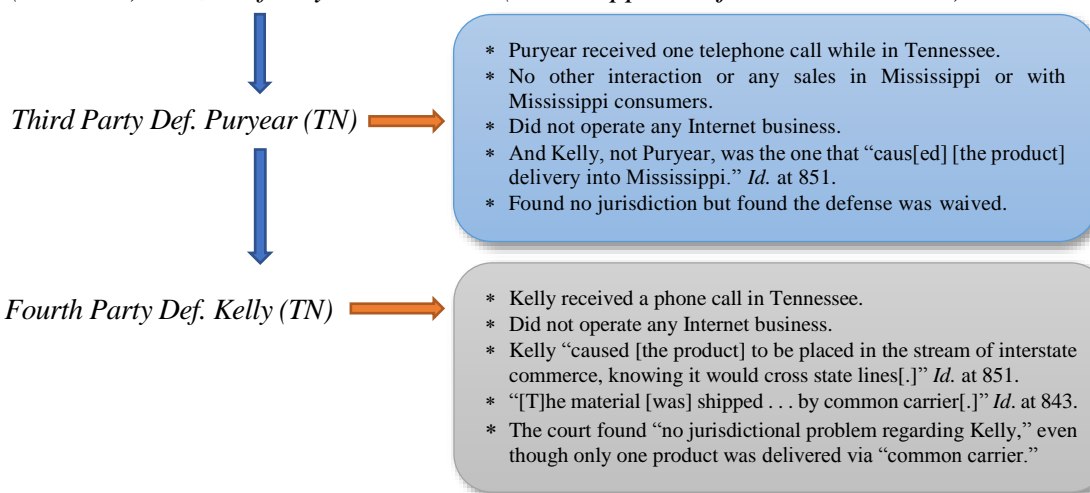 * Puryear received one telephone call while in Tennessee.
* No other interaction or any sales in Mississippi or with
Mississippi consumers.
Third Party Def. Puryear (TN)
* Did not operate any Internet business.
* And Kelly, not Puryear, was the one that “caus[ed] [the product]
delivery into Mississippi.” Id. at 851.
* Found no jurisdiction but found the defense was waived.
Fourth Party Def. Kelly (TN)
* Kelly received a phone call in Tennessee.
* Did not operate any Internet business.
* Kelly “caused [the product] to be placed in the stream of interstate
commerce, knowing it would cross state lines[.]” Id. at 851.
* “[T]he material [was] shipped . . . by common carrier[.]” Id. at 843.
* The court found “no jurisdictional problem regarding Kelly,” even
though only one product was delivered via “common carrier.”